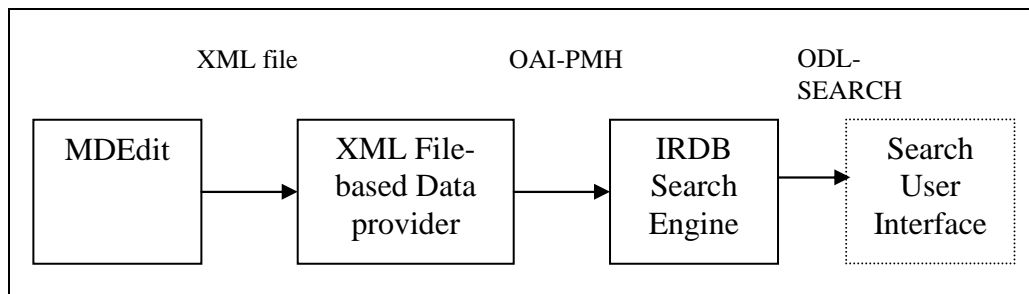 XML file
OAI-PMH
ODL-
SEARCH
MDEdit
XML File-
based Data
provider
IRDB
Search
Engine
Search
User
Interface